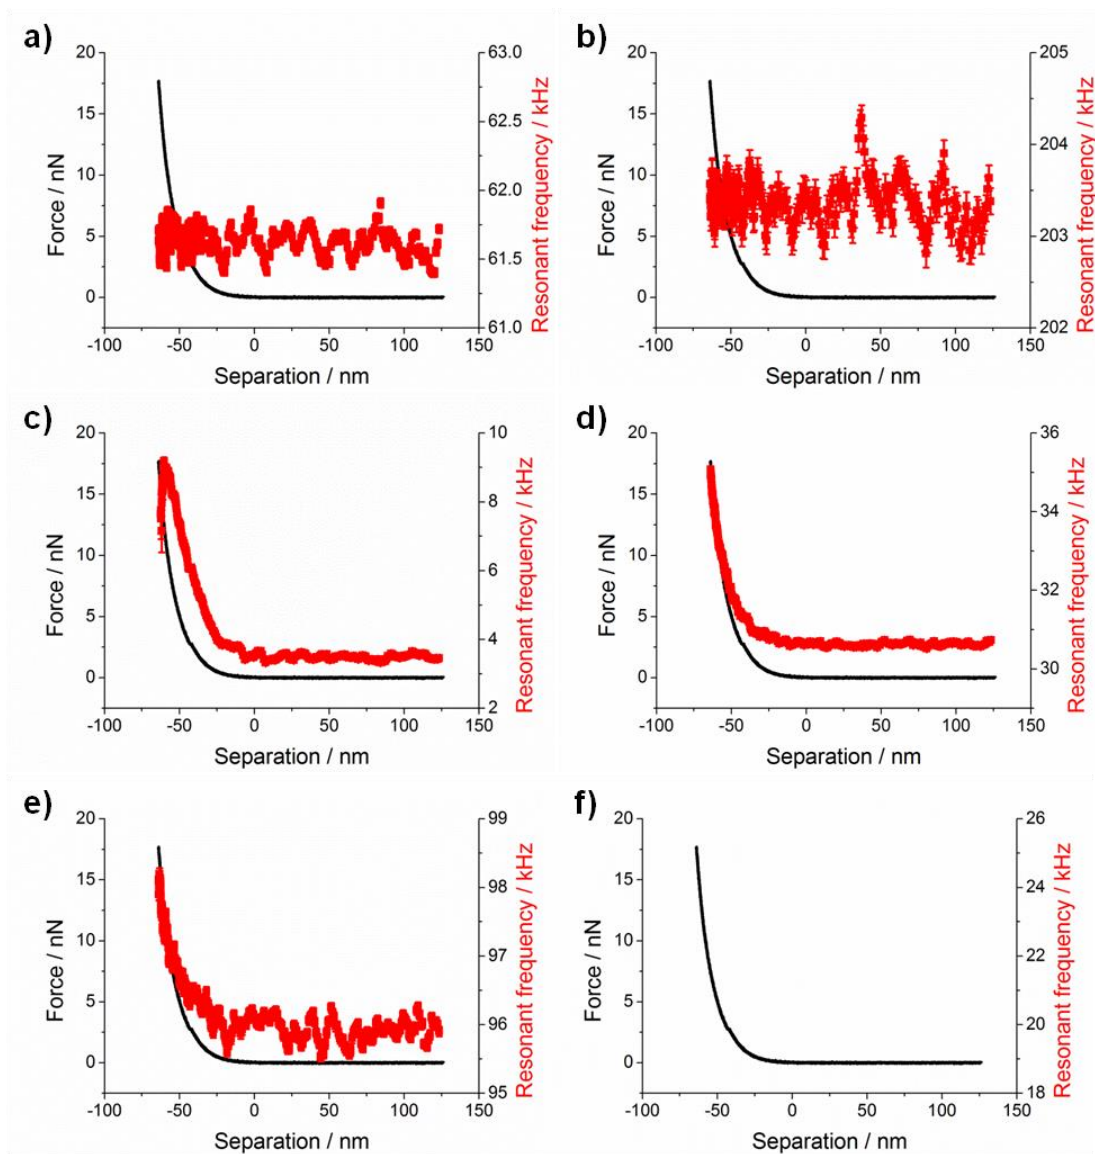 a)
20
15
10
5
0
Force / nN
63.0
62.5
62.0
61.5
61.0
Resonant frequency / kHz
-100 -50 0 50 100 150
Separation / nm
b)
20
15
10
5
0
Force / nN
205
204
203
202
Resonant frequency / kHz
-100 -50 0 50 100 150
Separation / nm
c)
20
15
10
5
0
Force / nN
10
8
6
4
2
Resonant frequency / kHz
-100 -50 0 50 100 150
Separation / nm
d)
20
15
10
5
0
Force / nN
36
34
32
30
Resonant frequency / kHz
-100 -50 0 50 100 150
Separation / nm
e)
20
15
10
5
0
Force / nN
99
98
97
96
95
Resonant frequency / kHz
-100 -50 0 50 100 150
Separation / nm
f)
20
15
10
5
0
Force / nN
26
24
22
20
18
Resonant frequency / kHz
-100 -50 0 50 100 150
Separation / nm